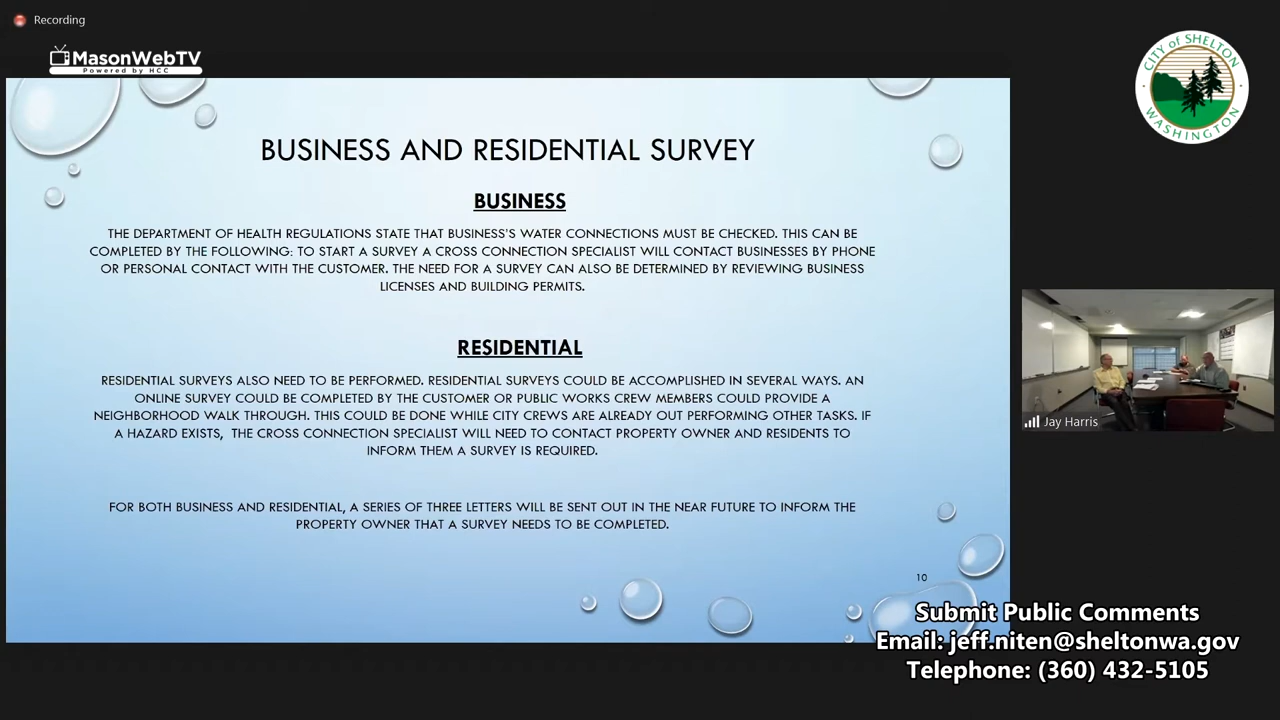 Recording
MasonWebTV
Powered by HCC
CITY of SHELTON
WASHINGTON
BUSINESS AND RESIDENTIAL SURVEY
BUSINESS
THE DEPARTMENT OF HEALTH REGULATIONS STATE THAT BUSINESS'S WATER CONNECTIONS MUST BE CHECKED. THIS CAN BE
COMPLETED BY THE FOLLOWING: TO START A SURVEY A CROSS CONNECTION SPECIALIST WILL CONTACT BUSINESSES BY PHONE
OR PERSONAL CONTACT WITH THE CUSTOMER. THE NEED FOR A SURVEY CAN ALSO BE DETERMINED BY REVIEWING BUSINESS
LICENSES AND BUILDING PERMITS.
RESIDENTIAL
RESIDENTIAL SURVEYS ALSO NEED TO BE PERFORMED. RESIDENTIAL SURVEYS COULD BE ACCOMPLISHED IN SEVERAL WAYS. AN
ONLINE SURVEY COULD BE COMPLETED BY THE CUSTOMER OR PUBLIC WORKS CREW MEMBERS COULD PROVIDE A
NEIGHBORHOOD WALK THROUGH. THIS COULD BE DONE WHILE CITY CREWS ARE ALREADY OUT PERFORMING OTHER TASKS. IF
A HAZARD EXISTS, THE CROSS CONNECTION SPECIALIST WILL NEED TO CONTACT PROPERTY OWNER AND RESIDENTS TO
INFORM THEM A SURVEY IS REQUIRED.
FOR BOTH BUSINESS AND RESIDENTIAL, A SERIES OF THREE LETTERS WILL BE SENT OUT IN THE NEAR FUTURE TO INFORM THE
PROPERTY OWNER THAT A SURVEY NEEDS TO BE COMPLETED.
10
Jay Harris
Submit Public Comments
Email: jeff.niten@sheltonwa.gov
Telephone: (360) 432-5105